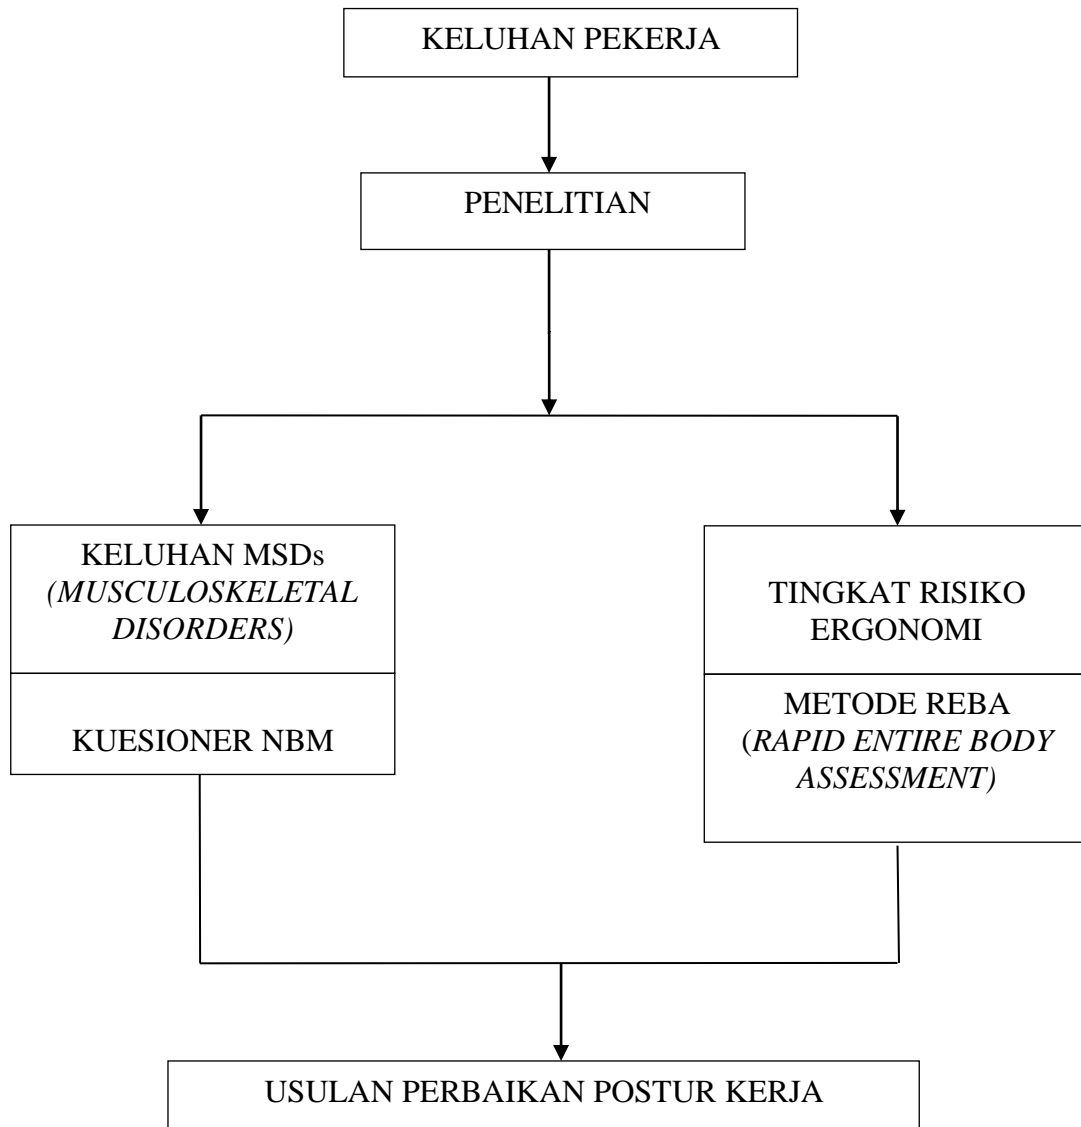 KELUHAN PEKERJA
PENELITIAN
KELUHAN MSDs
(MUSCULOSKELETAL
DISORDERS)
KUESIONER NBM
TINGKAT RISIKO
ERGONOMI
METODE REBA
(RAPID ENTIRE BODY
ASSESSMENT)
USULAN PERBAIKAN POSTUR KERJA